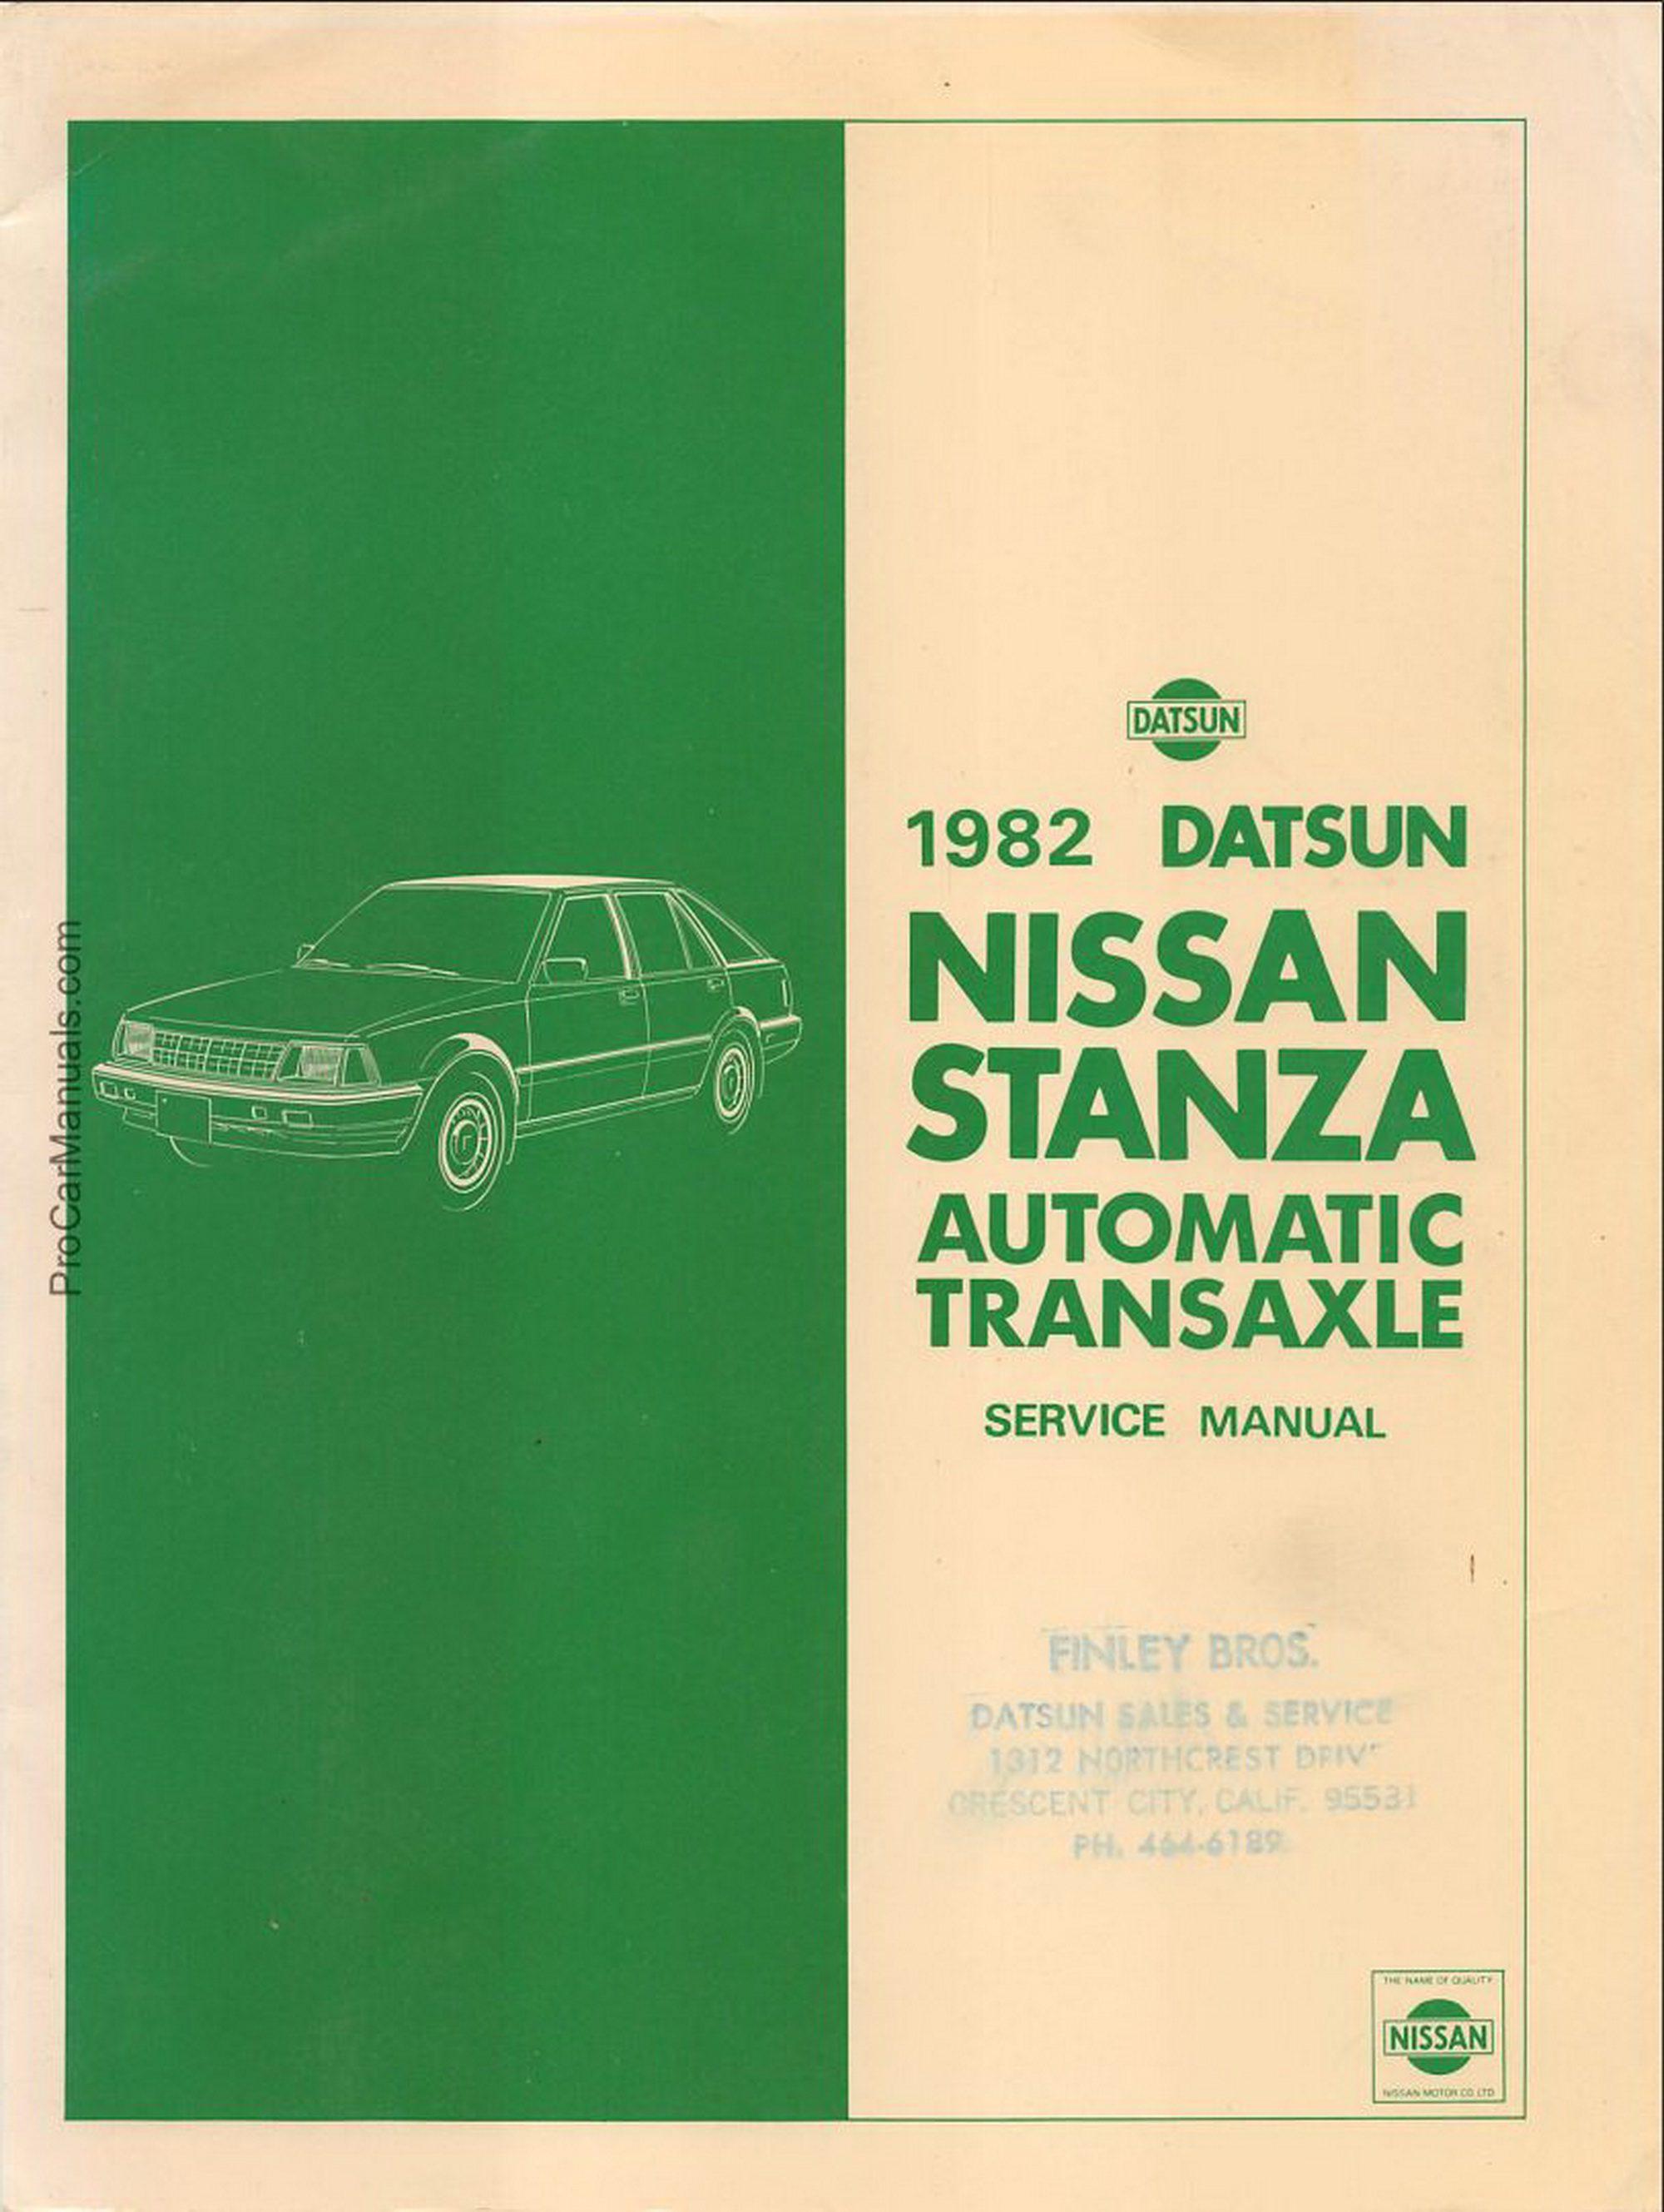 DATSUN
1982 DATSUN
NISSAN
STANZA
AUTOMATIC
TRANSAXLE
SERVICE MANUAL
FINLEY BROS.
DATSUN SALES & SERVICE
1312 NORTHCREST DRIV
CRESCENT CITY, CALIF. 95531
PH. 464-6189
THE NAME OF QUALITY
NISSAN
NISSAN MOTOR CO. LTD
ProCarManuals.com